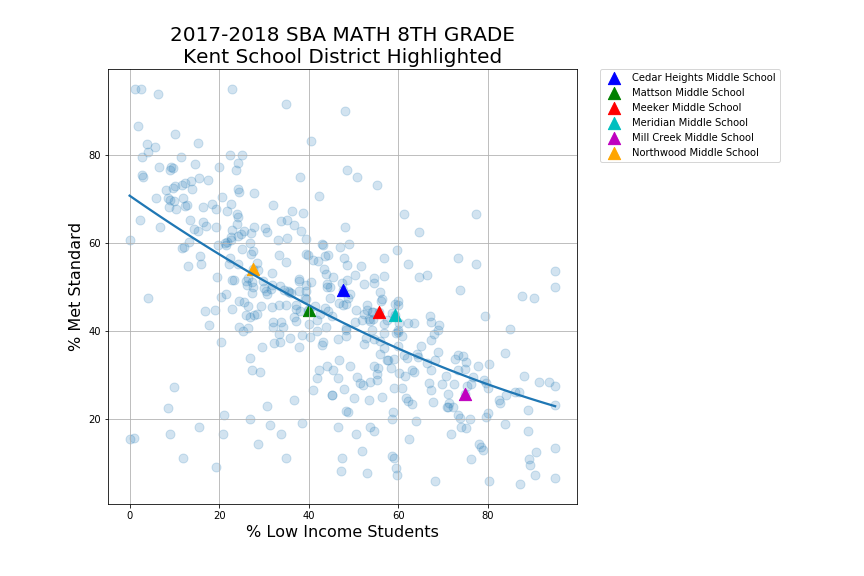 2017-2018 SBA MATH 8TH GRADE
Kent School District Highlighted
Cedar Heights Middle School
Mattson Middle School
Meeker Middle School
Meridian Middle School
Mill Creek Middle School
Northwood Middle School
% Met Standard
80
60
40
20
0 20 40 60 80
% Low Income Students